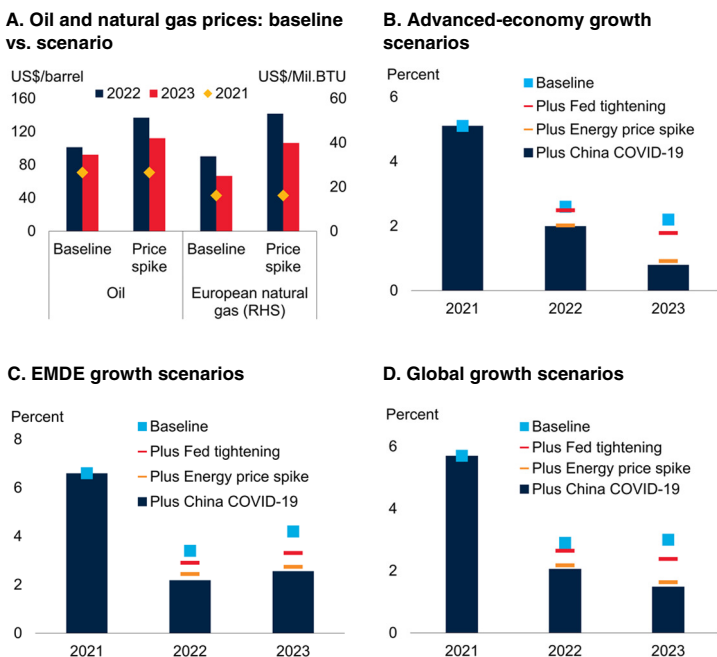 A. Oil and natural gas prices: baseline
vs. scenario
US$/barrel
US$/Mil.BTU
2022 2023 2021
160
120
80
40
0
60
40
20
0
Baseline
Price
spike
Baseline
Price
spike
Oil
European natural
gas (RHS)
B. Advanced-economy growth
scenarios
Percent
Baseline
Plus Fed tightening
Plus Energy price spike
Plus China COVID-19
6
4
2
0
2021 2022 2023
C. EMDE growth scenarios
Percent
Baseline
Plus Fed tightening
Plus Energy price spike
Plus China COVID-19
8
6
4
2
0
2021 2022 2023
D. Global growth scenarios
Percent
Baseline
Plus Fed tightening
Plus Energy price spike
Plus China COVID-19
6
4
2
0
2021 2022 2023